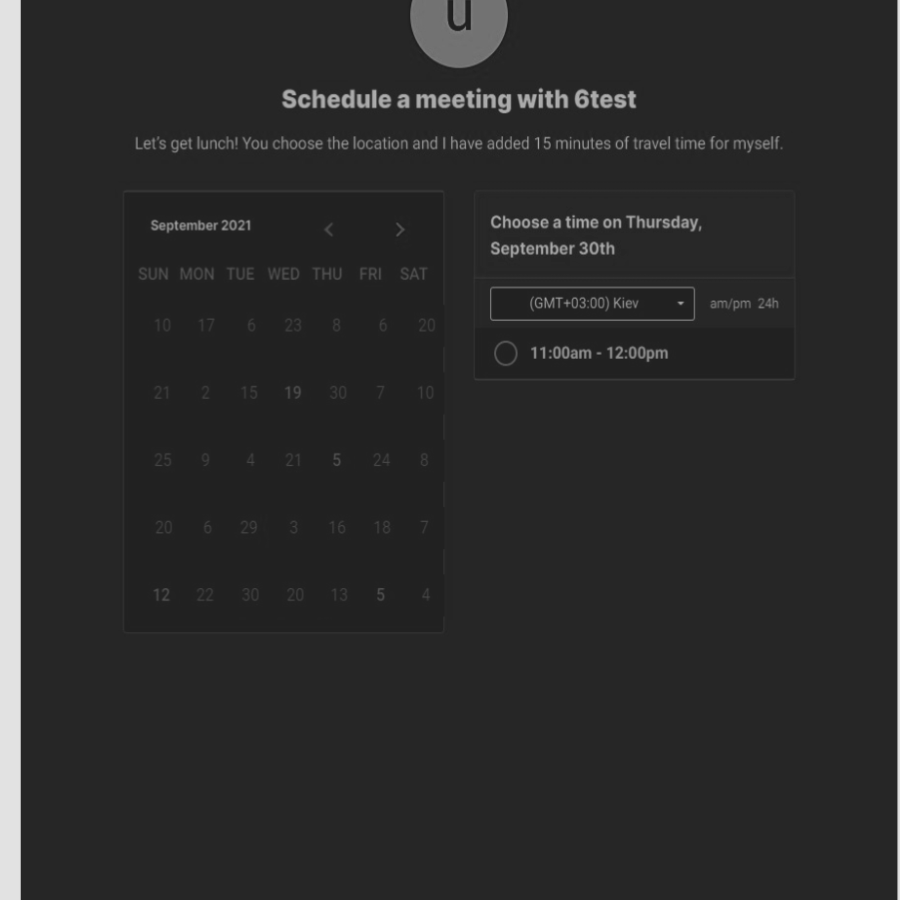 u
Schedule a meeting with 6test
Let's get lunch! You choose the location and I have added 15 minutes of travel time for myself.
September 2021
SUN MON TUE WED THU FRI SAT
10 17 6 23 8 6 20
21 2 15 19 30 7 10
25 9 4 21 5 24 8
20 6 29 3 16 18 7
12 22 30 20 13 5 4
Choose a time on Thursday,
September 30th
(GMT+03:00) Kiev am/pm 24h
11:00am - 12:00pm